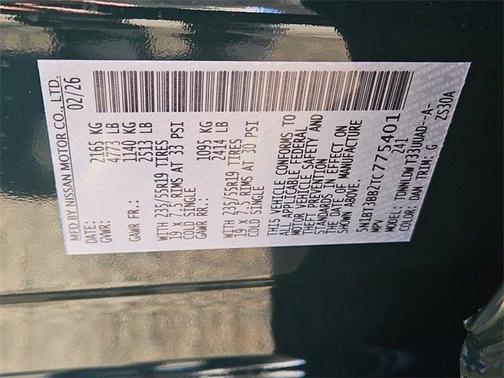 MFD BY NISSAN MOTOR CO., LTD.
DATE: 02/26
GVWR: 2165 KG
4773 LB
GAWR FR.: 1140 KG
2513 LB
WITH 235/55R19 TIRES
19 X 7.5 RIMS AT 33 PSI
COLD SINGLE
GAWR RR.: 1095 KG
2414 LB
WITH 235/55R19 TIRES
19 X 7.5 RIMS AT 30 PSI
COLD SINGLE
THIS VEHICLE CONFORMS TO
ALL APPLICABLE FEDERAL
MOTOR VEHICLE SAFETY AND
THEFT PREVENTION
STANDARDS IN EFFECT ON
THE DATE OF MANUFACTURE
SHOWN ABOVE.
MPV 241
COLOR: DAN TRIM: G ZS30A